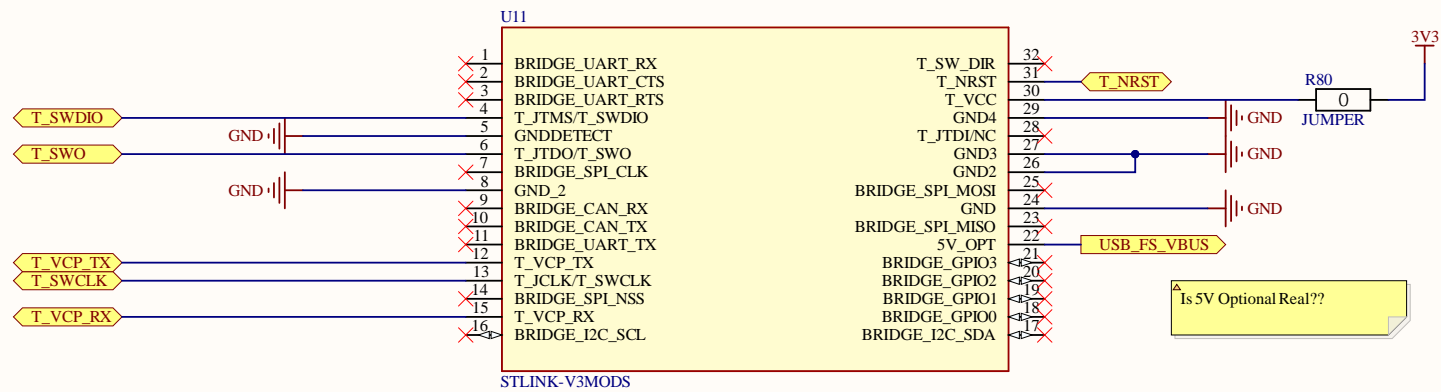 U11
1 BRIDGE_UART_RX
2 BRIDGE_UART_CTS
3 BRIDGE_UART_RTS
T_SWDIO 4 T_JTMS/T_SWDIO
GND 5 GNDDETECT
T_SWO 6 T_JTDO/T_SWO
7 BRIDGE_SPI_CLK
GND 8 GND_2
9 BRIDGE_CAN_RX
10 BRIDGE_CAN_TX
11 BRIDGE_UART_TX
T_VCP_TX 12 T_VCP_TX
T_SWCLK 13 T_JCLK/T_SWCLK
14 BRIDGE_SPI_NSS
T_VCP_RX 15 T_VCP_RX
16 BRIDGE_I2C_SCL
T_SW_DIR 32
T_NRST 31 T_NRST
T_VCC 30
GND4 29 GND
T_JTDI/NC 28
GND3 27 GND
GND2 26
BRIDGE_SPI_MOSI 25
GND 24 GND
BRIDGE_SPI_MISO 23
5V_OPT 22 USB_FS_VBUS
BRIDGE_GPIO3 21
BRIDGE_GPIO2 20
BRIDGE_GPIO1 19
BRIDGE_GPIO0 18
BRIDGE_I2C_SDA 17
STLINK-V3MODS
3V3
R80
0
JUMPER
Is 5V Optional Real??